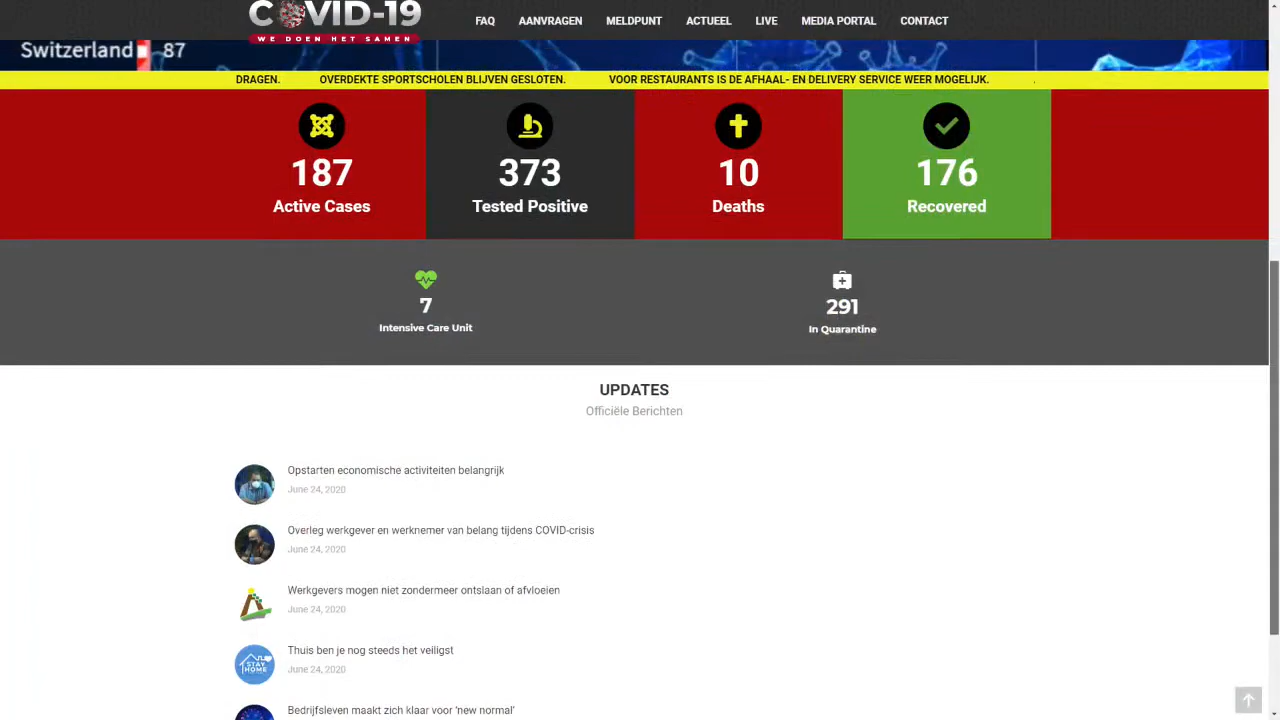 COVID-19
WE DOEN HET SAMEN
FAQ AANVRAGEN MELDPUNT ACTUEEL LIVE MEDIA PORTAL CONTACT
Switzerland 87
DRAGEN. OVERDEKTE SPORTSCHOLEN BLIJVEN GESLOTEN. VOOR RESTAURANTS IS DE AFHAAL- EN DELIVERY SERVICE WEER MOGELIJK.
187 373 10 176
Active Cases Tested Positive Deaths Recovered
7 291
Intensive Care Unit In Quarantine
UPDATES
Officiële Berichten
Opstarten economische activiteiten belangrijk
June 24, 2020
Overleg werkgever en werknemer van belang tijdens COVID-crisis
June 24, 2020
Werkgevers mogen niet zondermeer ontslaan of afvloeien
June 24, 2020
Thuis ben je nog steeds het veiligst
STAY
HOME
June 24, 2020
Bedrijfsleven maakt zich klaar voor 'new normal'